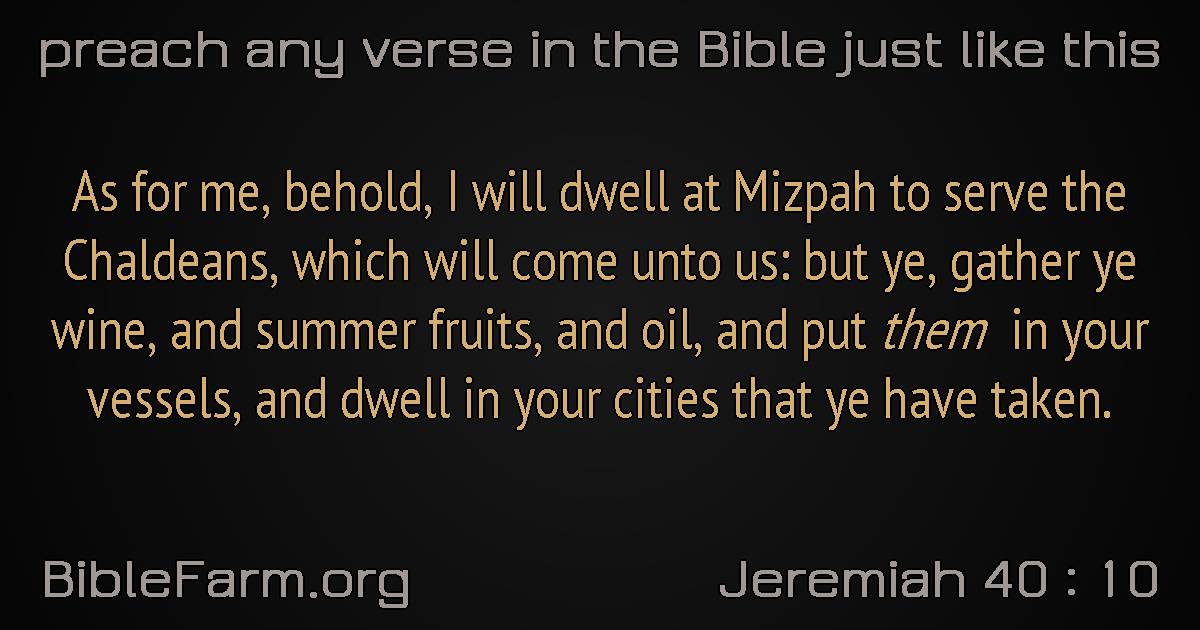 preach any verse in the Bible just like this
As for me, behold, I will dwell at Mizpah to serve the
Chaldeans, which will come unto us: but ye, gather ye
wine, and summer fruits, and oil, and put them in your
vessels, and dwell in your cities that ye have taken.
BibleFarm.org
Jeremiah 40 : 10